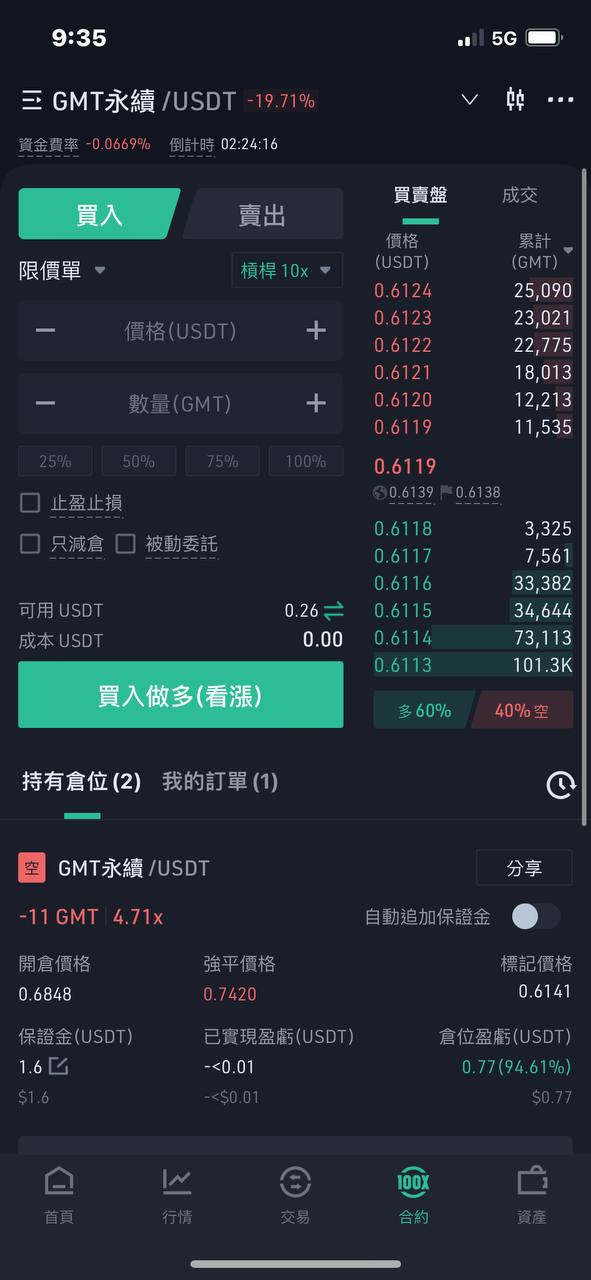 9:35
5G
GMT永續 /USDT -19.71%
資金費率 -0.0669% 倒計時 02:24:16
買入 賣出
限價單
槓桿 10x
價格(USDT)
數量(GMT)
25% 50% 75% 100%
止盈止損
只減倉 被動委託
可用 USDT 0.26
成本 USDT 0.00
買入做多(看漲)
買賣盤 成交
價格 累計
(USDT) (GMT)
0.6124 25,090
0.6123 23,021
0.6122 22,775
0.6121 18,013
0.6120 12,213
0.6119 11,535
0.6119
0.6139 0.6138
0.6118 3,325
0.6117 7,561
0.6116 33,382
0.6115 34,644
0.6114 73,113
0.6113 101.3K
多 60% 40% 空
持有倉位 (2) 我的訂單 (1)
空 GMT永續 /USDT 分享
-11 GMT 4.71x 自動追加保證金
開倉價格 強平價格 標記價格
0.6848 0.7420 0.6141
保證金(USDT) 已實現盈虧(USDT) 倉位盈虧(USDT)
1.6 -<0.01 0.77(94.61%)
$1.6 -<$0.01 $0.77
100X
首頁 行情 交易 合約 資產